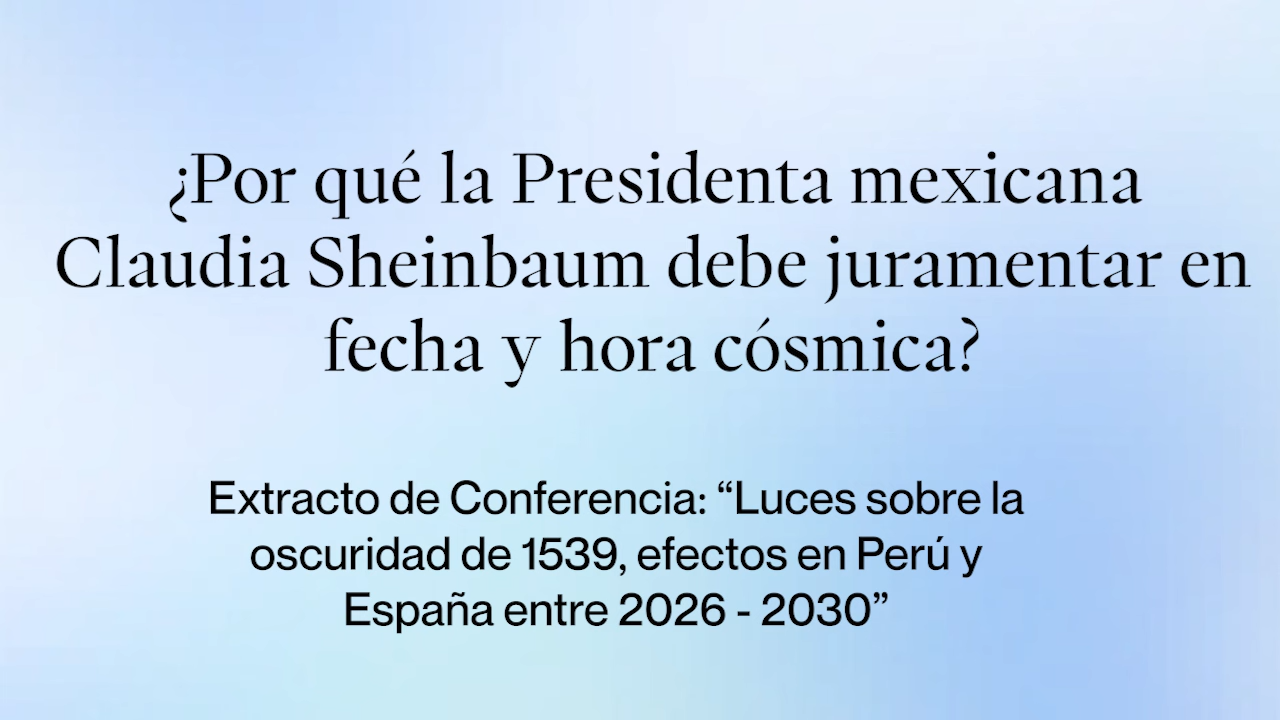 ¿Por qué la Presidenta mexicana
Claudia Sheinbaum debe juramentar en
fecha y hora cósmica?
Extracto de Conferencia: “Luces sobre la
oscuridad de 1539, efectos en Perú y
España entre 2026 - 2030”